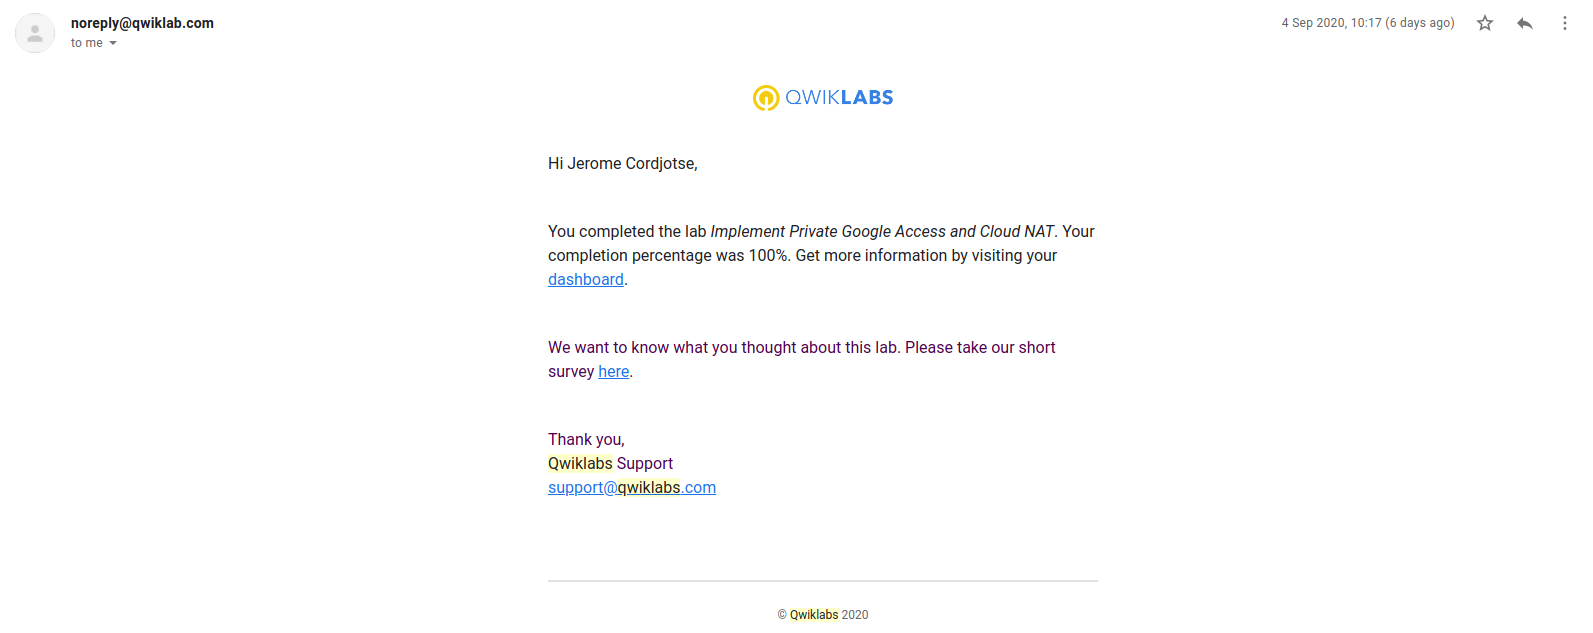 noreply@qwiklab.com
4 Sep 2020, 10:17 (6 days ago)
to me
QWIKLABS
Hi Jerome Cordjotse,
You completed the lab Implement Private Google Access and Cloud NAT. Your
completion percentage was 100%. Get more information by visiting your
dashboard.
We want to know what you thought about this lab. Please take our short
survey here.
Thank you,
Qwiklabs Support
support@qwiklabs.com
© Qwiklabs 2020